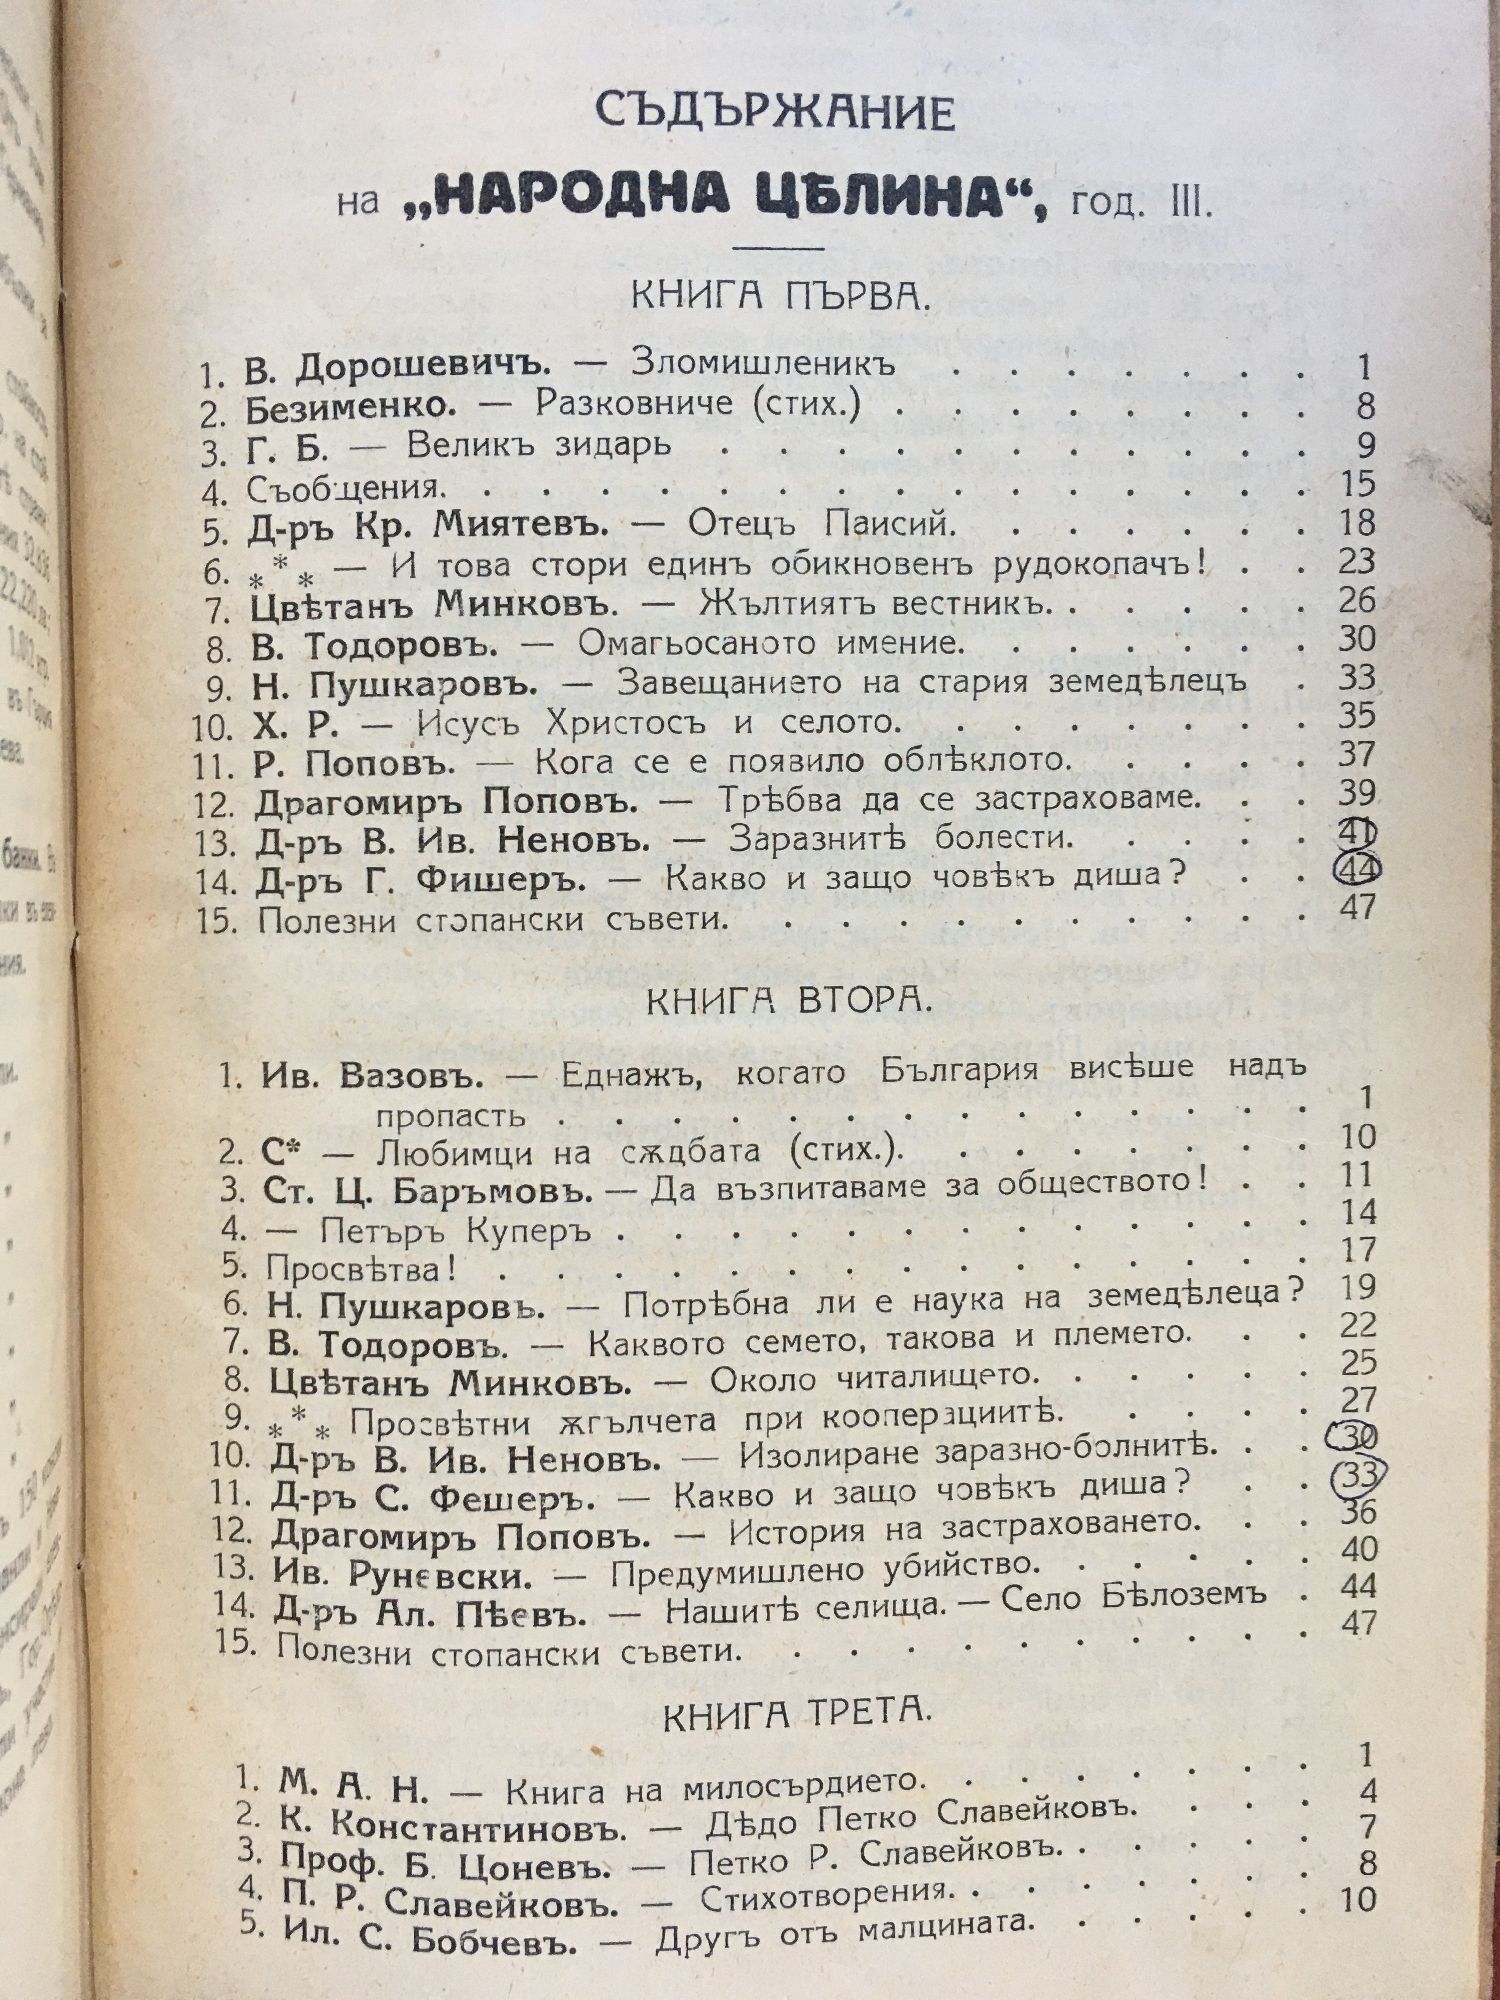 СЪДЪРЖАНИЕ
на „НАРОДНА ЦѢЛИНА“, год. III.
КНИГА ПЪРВА.
1. В. Дорошевичъ. — Зломишленикъ . . . . . . . 1
2. Безименко. — Разковниче (стих.) . . . . . . . . 8
3. Г. Б. — Великъ зидарь . . . . . . . . . . . 9
4. Съобщения. . . . . . . . . . . . . . . . 15
5. Д-ръ Кр. Миятевъ. — Отецъ Паисий. . . . . . . 18
6. *** — И това стори единъ обикновенъ рудокопачъ! . . 23
7. Цвѣтанъ Минковъ. — Жълтиятъ вестникъ. . . . . . 26
8. В. Тодоровъ. — Омагьосаното имение. . . . . . . 30
9. Н. Пушкаровъ. — Завещанието на стария земедѣлецъ . 33
10. Х. Р. — Исусъ Христосъ и селото. . . . . . . . 35
11. Р. Поповъ. — Кога се е появило облѣклото. . . . . 37
12. Драгомиръ Поповъ. — Трѣбва да се застраховаме. . . 39
13. Д-ръ В. Ив. Неновъ. — Заразнитѣ болести. . . . . 41
14. Д-ръ Г. Фишеръ. — Какво и защо човѣкъ диша? . . 44
15. Полезни стопански съвети. . . . . . . . . . . 47
КНИГА ВТОРА.
1. Ив. Вазовъ. — Еднажъ, когато България висѣше надъ
пропасть . . . . . . . . . . . . . . 1
2. С* — Любимци на сѫдбата (стих.). . . . . . . . 10
3. Ст. Ц. Баръмовъ. — Да възпитаваме за обществото! . . 11
4. — Петъръ Куперъ . . . . . . . . . . . . . 14
5. Просвѣтва! . . . . . . . . . . . . . . . 17
6. Н. Пушкаровъ. — Потрѣбна ли е наука на земедѣлеца? 19
7. В. Тодоровъ. — Каквото семето, такова и племето. . . 22
8. Цвѣтанъ Минковъ. — Около читалището. . . . . . 25
9. *** Просвѣтни ѫгълчета при кооперациитѣ. . . . . 27
10. Д-ръ В. Ив. Неновъ. — Изолиране заразно-болнитѣ. . . 30
11. Д-ръ С. Фешеръ. — Какво и защо човѣкъ диша? . . 33
12. Драгомиръ Поповъ. — История на застраховането. . . 36
13. Ив. Руневски. — Предумишлено убийство. . . . . . 40
14. Д-ръ Ал. Пѣевъ. — Нашитѣ селища. — Село Бѣлоземъ . 44
15. Полезни стопански съвети. . . . . . . . . . . 47
КНИГА ТРЕТА.
1. М. А. Н. — Книга на милосърдието. . . . . . . . 1
2. К. Константиновъ. — Дѣдо Петко Славейковъ. . . . 4
3. Проф. Б. Цоневъ. — Петко Р. Славейковъ. . . . . . 7
4. П. Р. Славейковъ. — Стихотворения. . . . . . . . 8
5. Ил. С. Бобчевъ. — Другъ отъ малцината. . . . . . 10